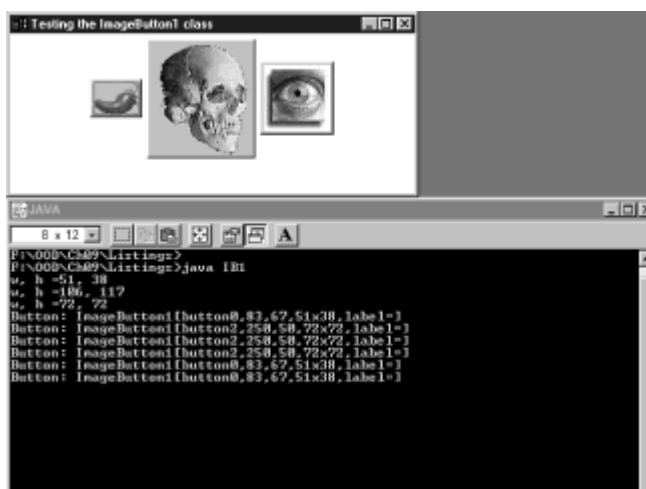 Testing the ImageButton1 class
JAVA
8 x 12
A
F:\OOD\Ch09\Listings>
F:\OOD\Ch09\Listings>java IB1
w, h =51, 38
w, h =106, 117
w, h =72, 72
Button: ImageButton1[button0,83,67,51x38,label=]
Button: ImageButton1[button2,250,50,72x72,label=]
Button: ImageButton1[button2,250,50,72x72,label=]
Button: ImageButton1[button2,250,50,72x72,label=]
Button: ImageButton1[button0,83,67,51x38,label=]
Button: ImageButton1[button0,83,67,51x38,label=]